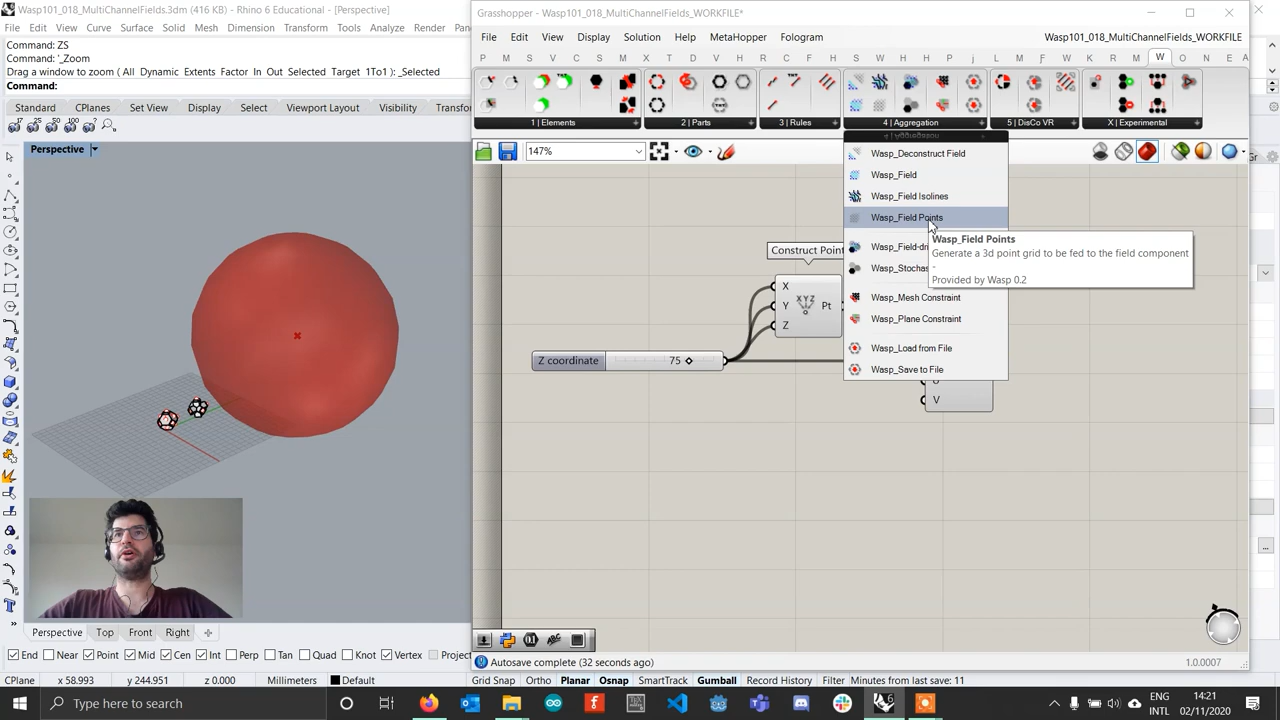 Wasp101_018_MultiChannelFields.3dm (416 KB) - Rhino 6 Educational - [Perspective]
File Edit View Curve Surface Solid Mesh Dimension Transform Tools Analyze Render
Command: ZS
Command: '_Zoom
Drag a window to zoom ( All Dynamic Extents Factor In Out Selected Target 1To1 ): _Selected
Command:
Standard CPlanes Set View Display Select Viewport Layout Visibility Transform
Perspective
Grasshopper - Wasp101_018_MultiChannelFields_WORKFILE*
File Edit View Display Solution Help MetaHopper Fologram
Wasp101_018_MultiChannelFields_WORKFILE
P M S V C S M I D V C M A K S H H P j L M F W K W O N E A
1 | Elements
2 | Parts
3 | Rules
4 | Aggregation
5 | DisCo VR
X | Experimental
147%
4 | Aggregation
Wasp_Deconstruct Field
Wasp_Field
Wasp_Field Isolines
Wasp_Field Points
Wasp_Field-dr
Wasp_Stochas
Wasp_Mesh Constraint
Wasp_Plane Constraint
Wasp_Load from File
Wasp_Save to File
Wasp_Field Points
Generate a 3d point grid to be fed to the field component
-
Provided by Wasp 0.2
Construct Point
X
Y
Z
Pt
Z coordinate 75
U
V
Perspective Top Front Right
Autosave complete (32 seconds ago)
1.0.0007
End Near Point Mid Cen Int Perp Tan Quad Knot Vertex Project
CPlane x 58.993 y 244.951 z 0.000 Millimeters Default Grid Snap Ortho Planar Osnap SmartTrack Gumball Record History Filter Minutes from last save: 11
Type here to search
ENG
INTL
14:21
02/11/2020